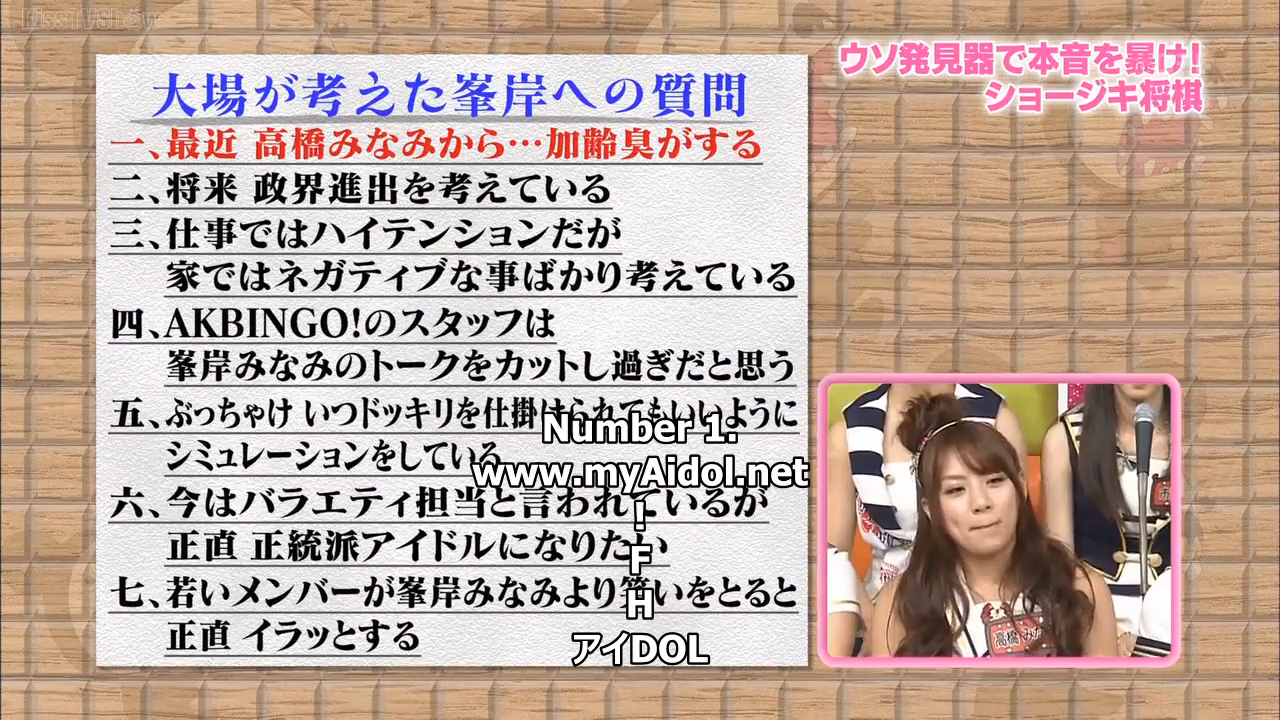 KissTVShow
ウソ発見器で本音を暴け!
ショージキ将棋
大場が考えた峯岸への質問
一、最近 高橋みなみから…加齢臭がする
二、将来 政界進出を考えている
三、仕事ではハイテンションだが
家ではネガティブな事ばかり考えている
四、AKBINGO!のスタッフは
峯岸みなみのトークをカットし過ぎだと思う
五、ぶっちゃけ いつドッキリを仕掛けられてもいいように
シミュレーションをしている
六、今はバラエティ担当と言われているが
正直 正統派アイドルになりたい
七、若いメンバーが峯岸みなみより笑いをとると
正直 イラッとする
Number 1.
www.myAidol.net
!
F
H
アイDOL
高橋 みな